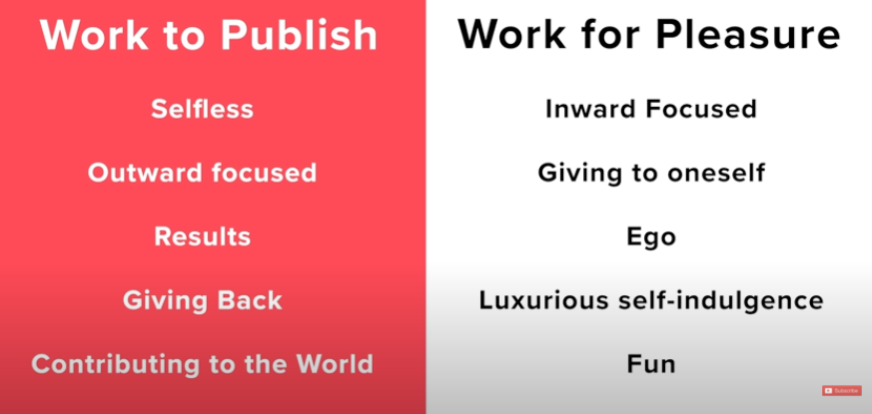 Work to Publish
Selfless
Outward focused
Results
Giving Back
Contributing to the World
Work for Pleasure
Inward Focused
Giving to oneself
Ego
Luxurious self-indulgence
Fun
Subscribe